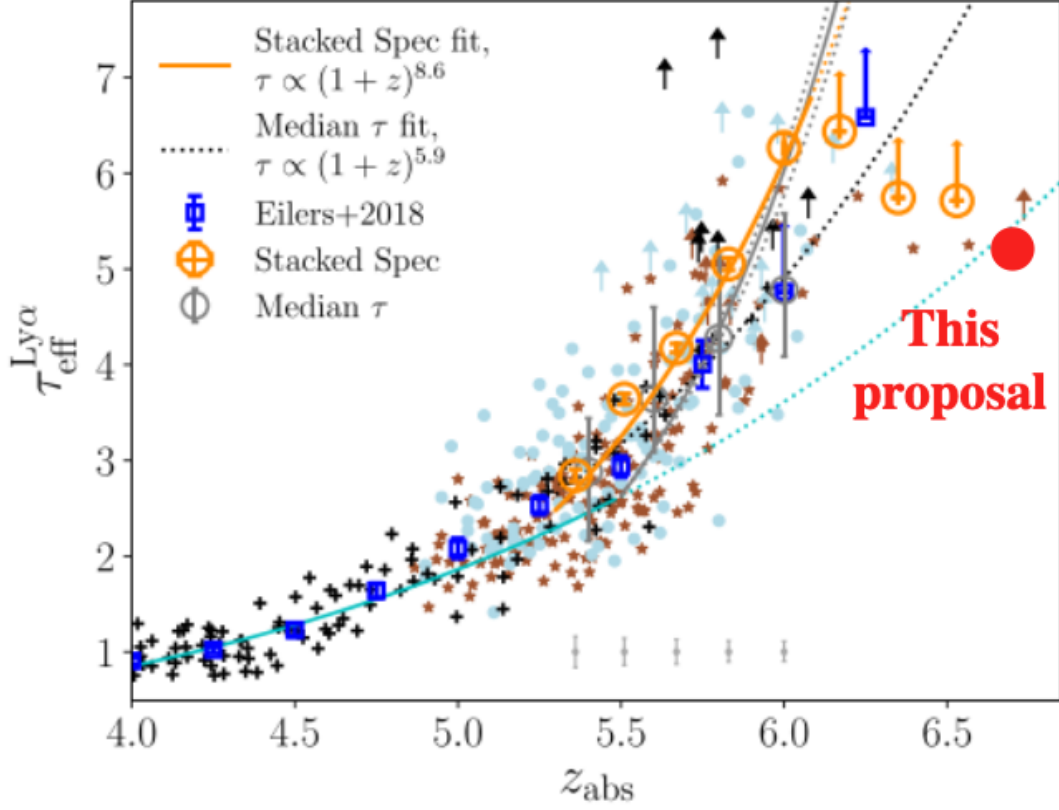 Stacked Spec fit,
τ ∝ (1 + z)^8.6
Median τ fit,
τ ∝ (1 + z)^5.9
Eilers+2018
Stacked Spec
Median τ
This
proposal
τ_eff^Lyα
7
6
5
4
3
2
1
4.0 4.5 5.0 5.5 6.0 6.5
z_abs